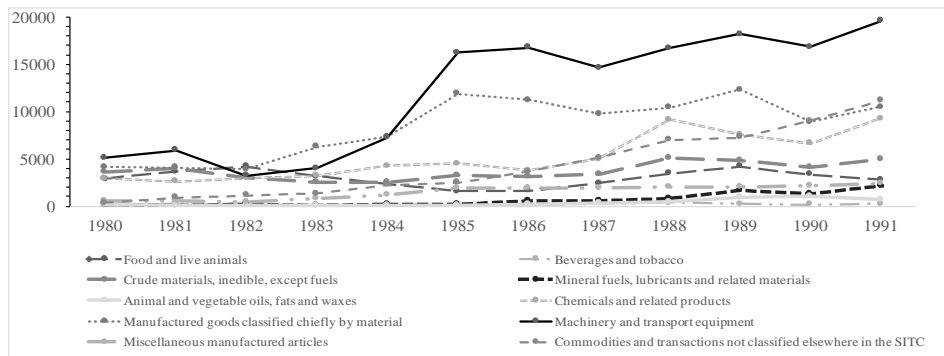 20000
15000
10000
5000
0
1980 1981 1982 1983 1984 1985 1986 1987 1988 1989 1990 1991
Food and live animals Beverages and tobacco
Crude materials, inedible, except fuels Mineral fuels, lubricants and related materials
Animal and vegetable oils, fats and waxes Chemicals and related products
Manufactured goods classified chiefly by material Machinery and transport equipment
Miscellaneous manufactured articles Commodities and transactions not classified elsewhere in the SITC